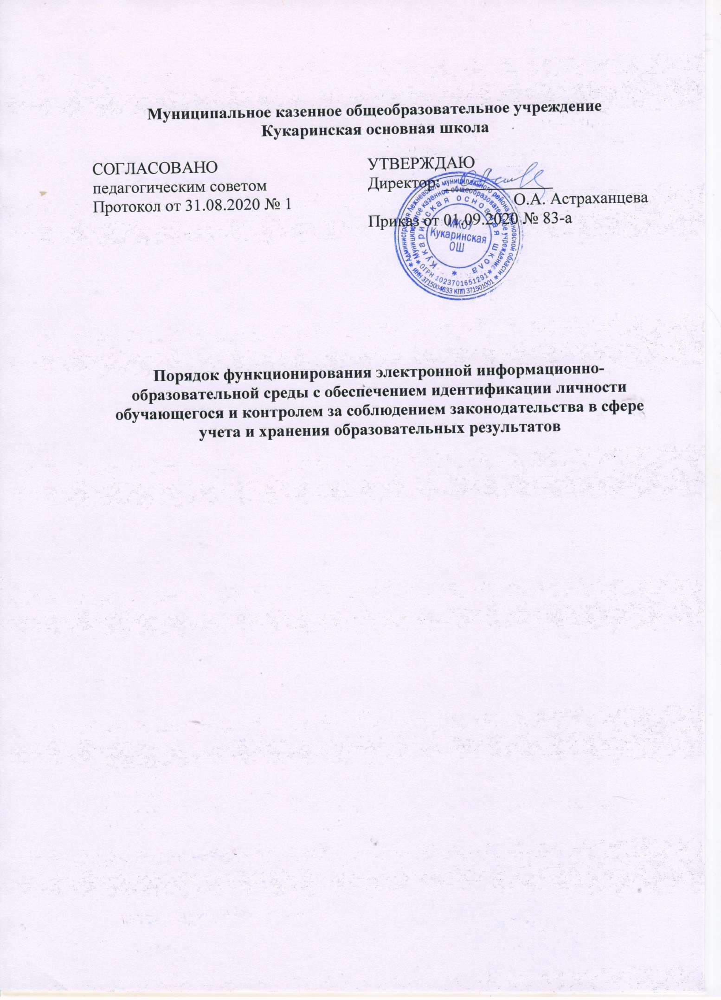 Муниципальное казенное общеобразовательное учреждение
Кукаринская основная школа
СОГЛАСОВАНО
педагогическим советом
Протокол от 31.08.2020 № 1
УТВЕРЖДАЮ
Директор:
О.А. Астраханцева
Приказ от 01.09.2020 № 83-а
Администрация Лежневского муниципального района Ивановской области * ИНН 3715004633 КПП 371501001 *
Муниципальное казенное общеобразовательное учреждение * ОГРН 1023701651291 *
Кукаринская основная школа *
МКОУ
Кукаринская
ОШ
Порядок функционирования электронной информационно-
образовательной среды с обеспечением идентификации личности
обучающегося и контролем за соблюдением законодательства в сфере
учета и хранения образовательных результатов